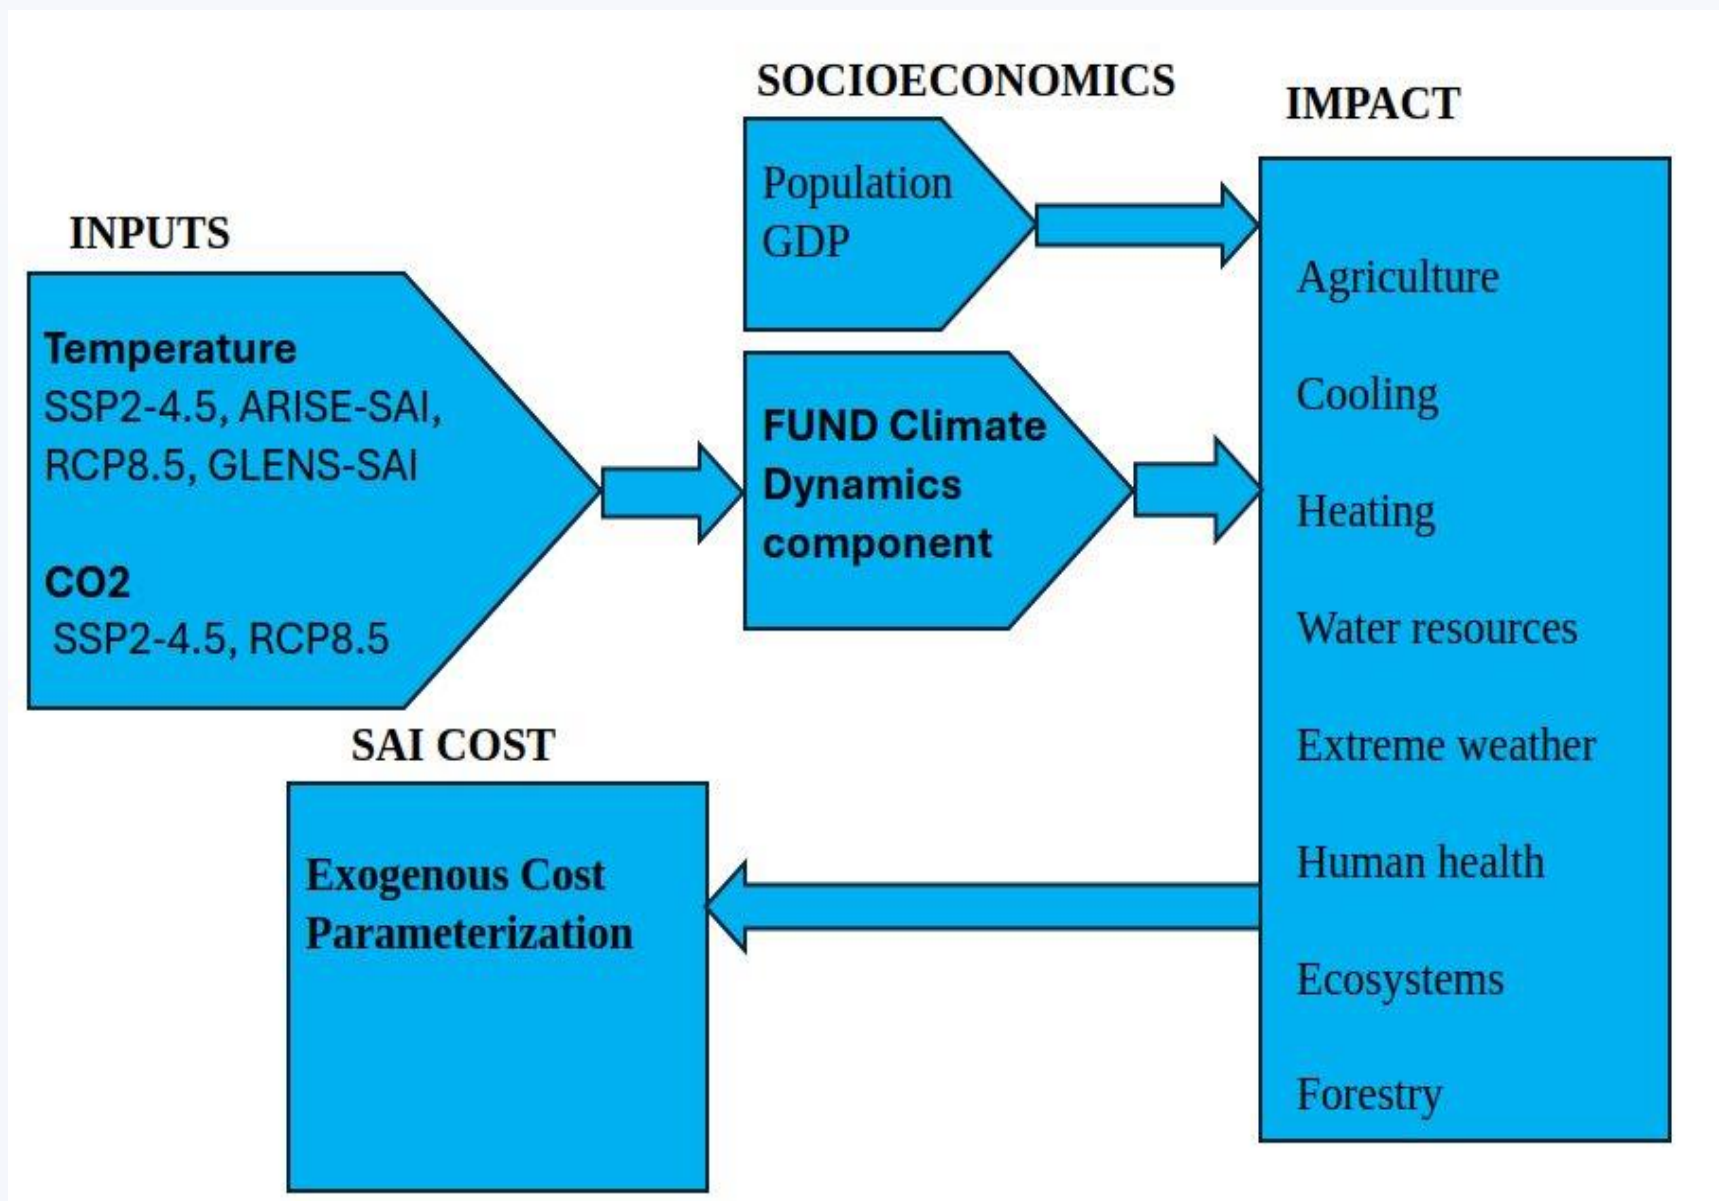 INPUTS
Temperature
SSP2-4.5, ARISE-SAI,
RCP8.5, GLENS-SAI
CO2
SSP2-4.5, RCP8.5
SOCIOECONOMICS
Population
GDP
FUND Climate
Dynamics
component
IMPACT
Agriculture
Cooling
Heating
Water resources
Extreme weather
Human health
Ecosystems
Forestry
SAI COST
Exogenous Cost
Parameterization